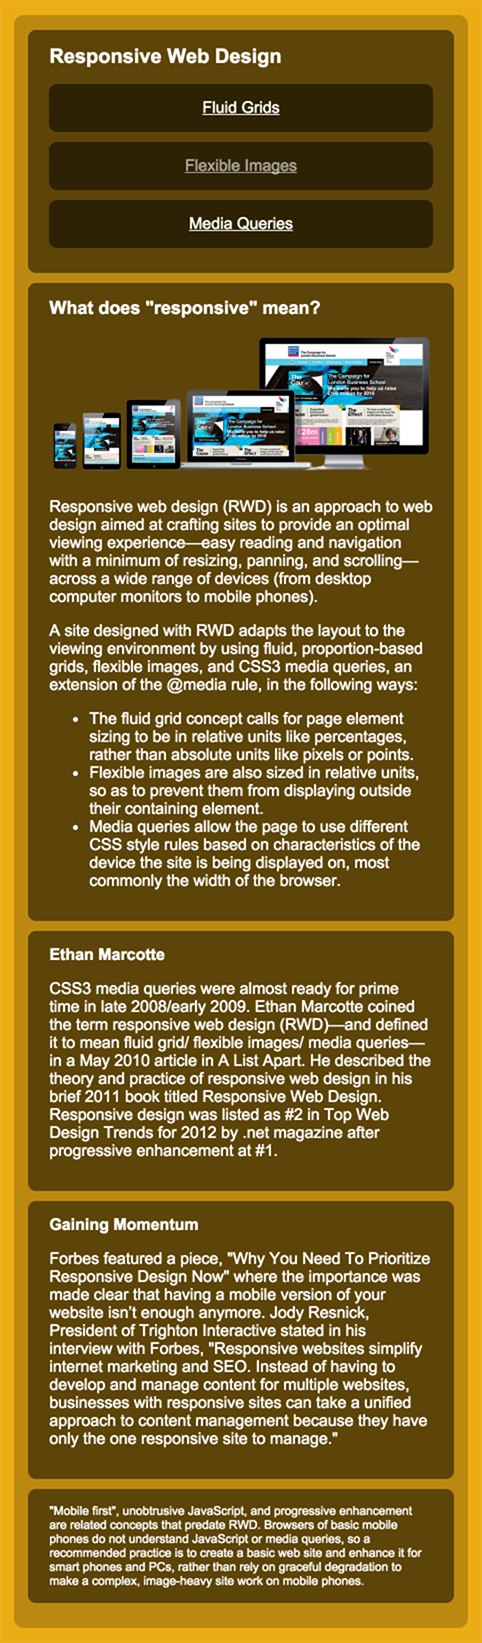 Responsive Web Design
Fluid Grids
Flexible Images
Media Queries
What does "responsive" mean?
The Campaign for
London Business School
Responsive web design (RWD) is an approach to web
design aimed at crafting sites to provide an optimal
viewing experience—easy reading and navigation
with a minimum of resizing, panning, and scrolling—
across a wide range of devices (from desktop
computer monitors to mobile phones).
A site designed with RWD adapts the layout to the
viewing environment by using fluid, proportion-based
grids, flexible images, and CSS3 media queries, an
extension of the @media rule, in the following ways:
• The fluid grid concept calls for page element
sizing to be in relative units like percentages,
rather than absolute units like pixels or points.
• Flexible images are also sized in relative units,
so as to prevent them from displaying outside
their containing element.
• Media queries allow the page to use different
CSS style rules based on characteristics of the
device the site is being displayed on, most
commonly the width of the browser.
Ethan Marcotte
CSS3 media queries were almost ready for prime
time in late 2008/early 2009. Ethan Marcotte coined
the term responsive web design (RWD)—and defined
it to mean fluid grid/ flexible images/ media queries—
in a May 2010 article in A List Apart. He described the
theory and practice of responsive web design in his
brief 2011 book titled Responsive Web Design.
Responsive design was listed as #2 in Top Web
Design Trends for 2012 by .net magazine after
progressive enhancement at #1.
Gaining Momentum
Forbes featured a piece, "Why You Need To Prioritize
Responsive Design Now" where the importance was
made clear that having a mobile version of your
website isn't enough anymore. Jody Resnick,
President of Trighton Interactive stated in his
interview with Forbes, "Responsive websites simplify
internet marketing and SEO. Instead of having to
develop and manage content for multiple websites,
businesses with responsive sites can take a unified
approach to content management because they have
only the one responsive site to manage."
"Mobile first", unobtrusive JavaScript, and progressive enhancement
are related concepts that predate RWD. Browsers of basic mobile
phones do not understand JavaScript or media queries, so a
recommended practice is to create a basic web site and enhance it for
smart phones and PCs, rather than rely on graceful degradation to
make a complex, image-heavy site work on mobile phones.